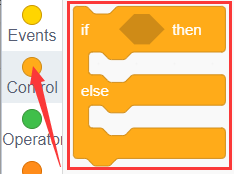 Events
Control
Operator
if then
else